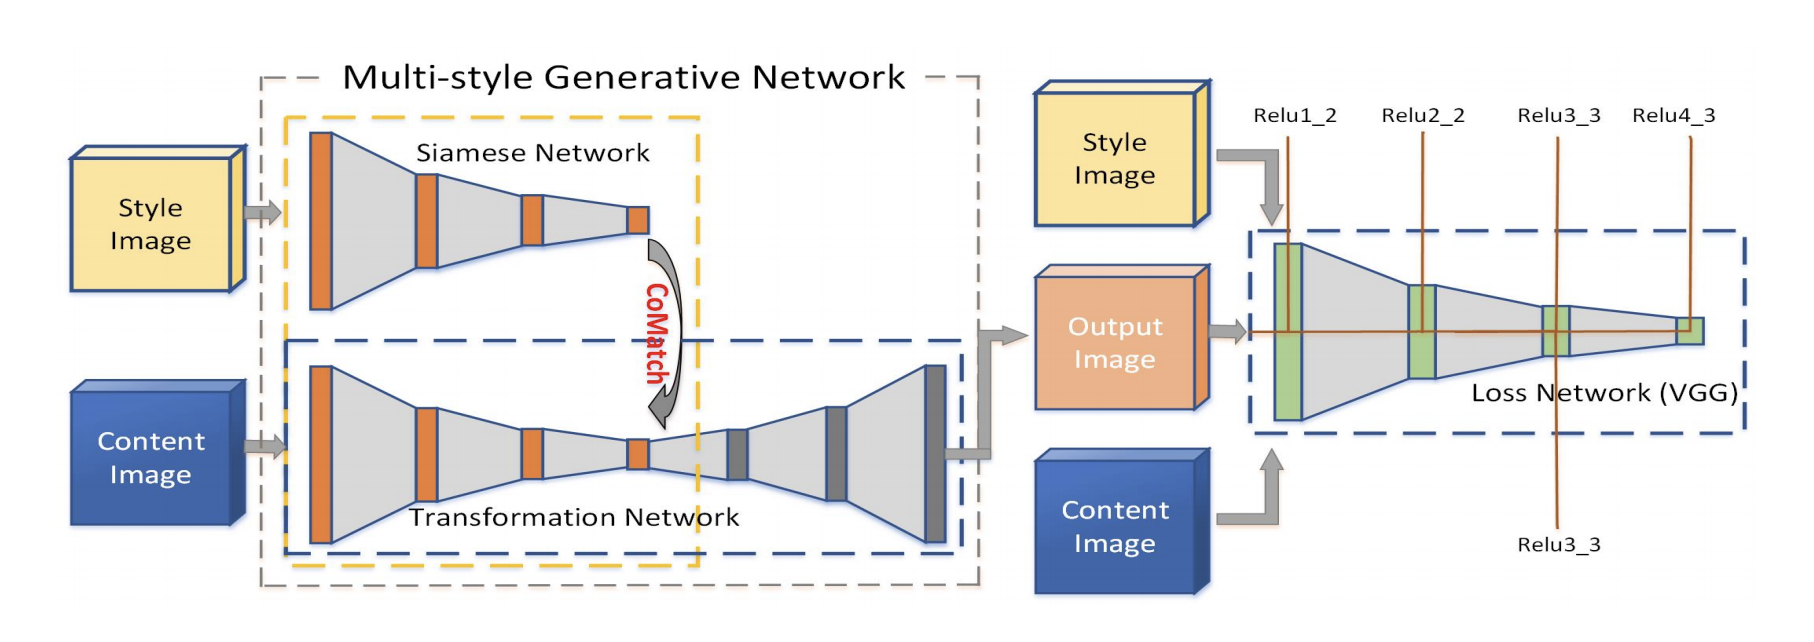 Multi-style Generative Network
Siamese Network
Style
Image
CoMatch
Content
Image
Transformation Network
Style
Image
Output
Image
Content
Image
Relu1_2
Relu2_2
Relu3_3
Relu4_3
Loss Network (VGG)
Relu3_3